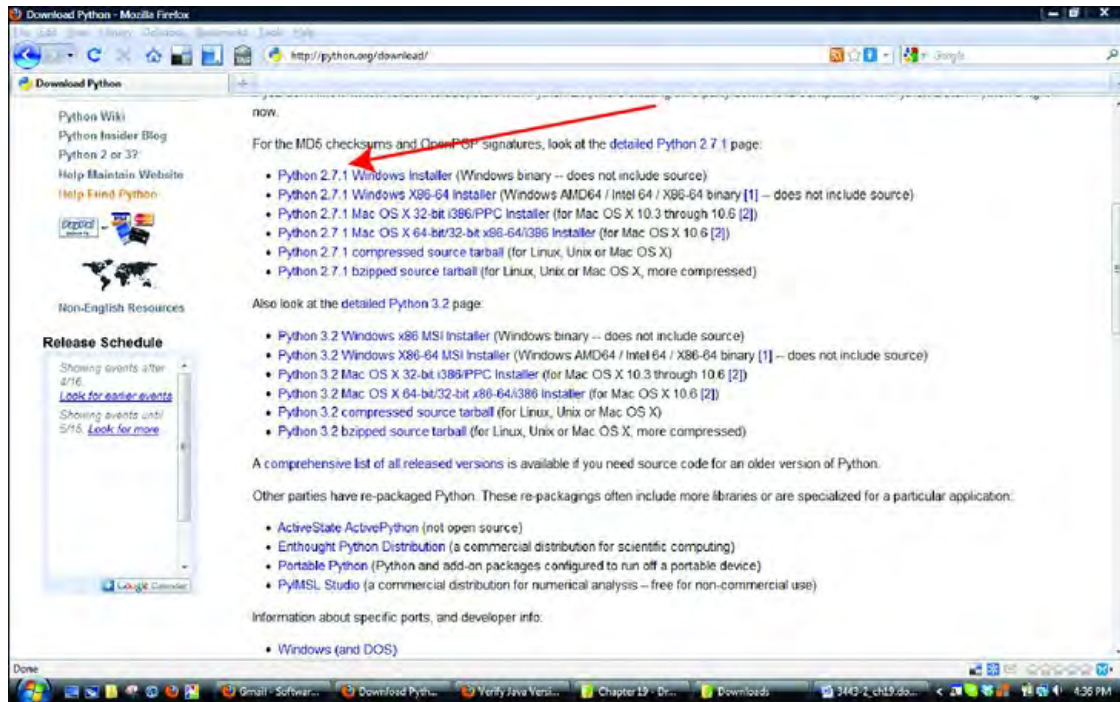 Download Python - Mozilla Firefox
http://python.org/download/
Google
Download Python
Python Wiki
Python Insider Blog
Python 2 or 3?
Help Maintain Website
Help Fund Python
Non-English Resources
Release Schedule
Showing events after
4/16.
Look for earlier events
Showing events until
5/15. Look for more
Google Calendar
now.
For the MD5 checksums and OpenPGP signatures, look at the detailed Python 2.7.1 page:
• Python 2.7.1 Windows Installer (Windows binary -- does not include source)
• Python 2.7.1 Windows X86-64 Installer (Windows AMD64 / Intel 64 / X86-64 binary [1] -- does not include source)
• Python 2.7.1 Mac OS X 32-bit i386/PPC Installer (for Mac OS X 10.3 through 10.6 [2])
• Python 2.7.1 Mac OS X 64-bit/32-bit x86-64/i386 Installer (for Mac OS X 10.6 [2])
• Python 2.7.1 compressed source tarball (for Linux, Unix or Mac OS X)
• Python 2.7.1 bzipped source tarball (for Linux, Unix or Mac OS X, more compressed)
Also look at the detailed Python 3.2 page:
• Python 3.2 Windows x86 MSI Installer (Windows binary -- does not include source)
• Python 3.2 Windows X86-64 MSI Installer (Windows AMD64 / Intel 64 / X86-64 binary [1] -- does not include source)
• Python 3.2 Mac OS X 32-bit i386/PPC Installer (for Mac OS X 10.3 through 10.6 [2])
• Python 3.2 Mac OS X 64-bit/32-bit x86-64/i386 Installer (for Mac OS X 10.6 [2])
• Python 3.2 compressed source tarball (for Linux, Unix or Mac OS X)
• Python 3.2 bzipped source tarball (for Linux, Unix or Mac OS X, more compressed)
A comprehensive list of all released versions is available if you need source code for an older version of Python.
Other parties have re-packaged Python. These re-packagings often include more libraries or are specialized for a particular application:
• ActiveState ActivePython (not open source)
• Enthought Python Distribution (a commercial distribution for scientific computing)
• Portable Python (Python and add-on packages configured to run off a portable device)
• PyIMSL Studio (a commercial distribution for numerical analysis -- free for non-commercial use)
Information about specific ports, and developer info:
• Windows (and DOS)
Done
Gmail - Softwar...
Download Pyth...
Verify Java Versi...
Chapter 19 - Dr...
Downloads
3443-2_ch19.do...
4:36 PM